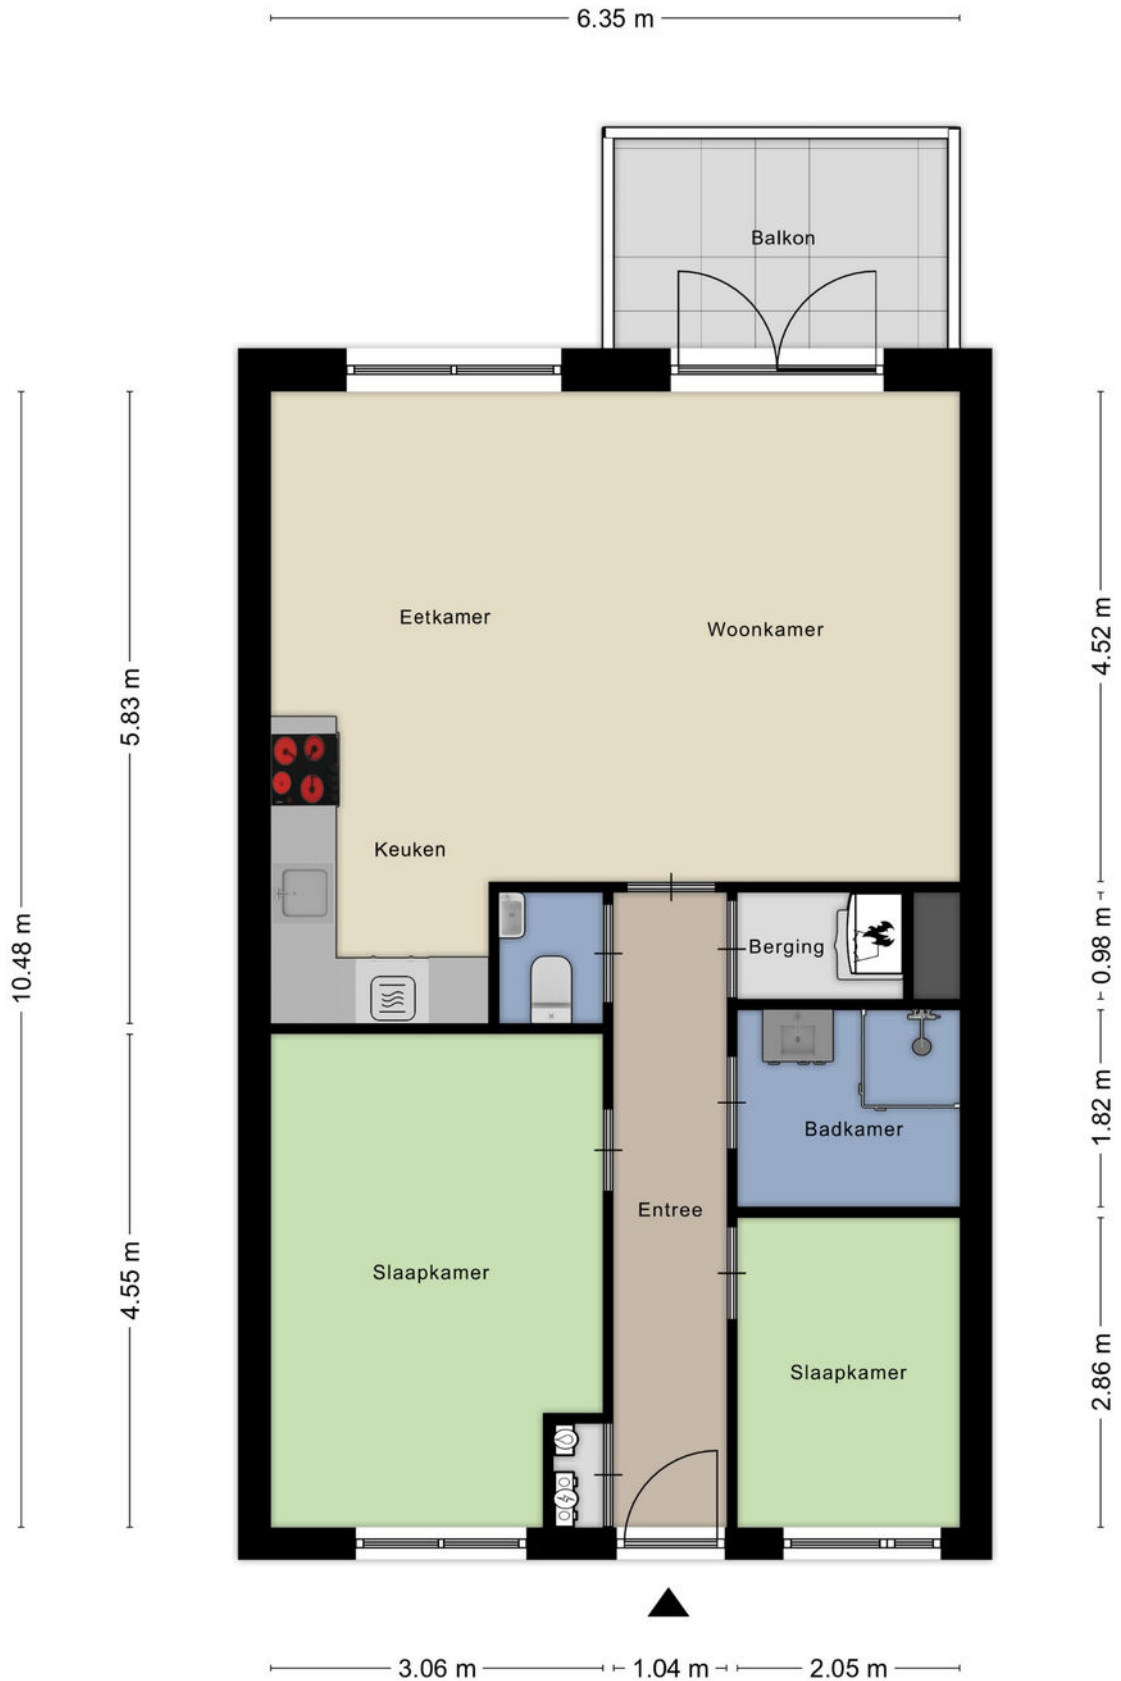 6.35 m
Balkon
Eetkamer
Woonkamer
4.52 m
5.83 m
Keuken
10.48 m
Berging
0.98 m
1.82 m
Badkamer
Entree
4.55 m
Slaapkamer
Slaapkamer
2.86 m
3.06 m
1.04 m
2.05 m